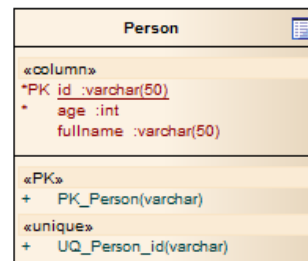 Person
«column»
*PK id :varchar(50)
* age :int
fullname :varchar(50)
«PK»
+ PK_Person(varchar)
«unique»
+ UQ_Person_id(varchar)